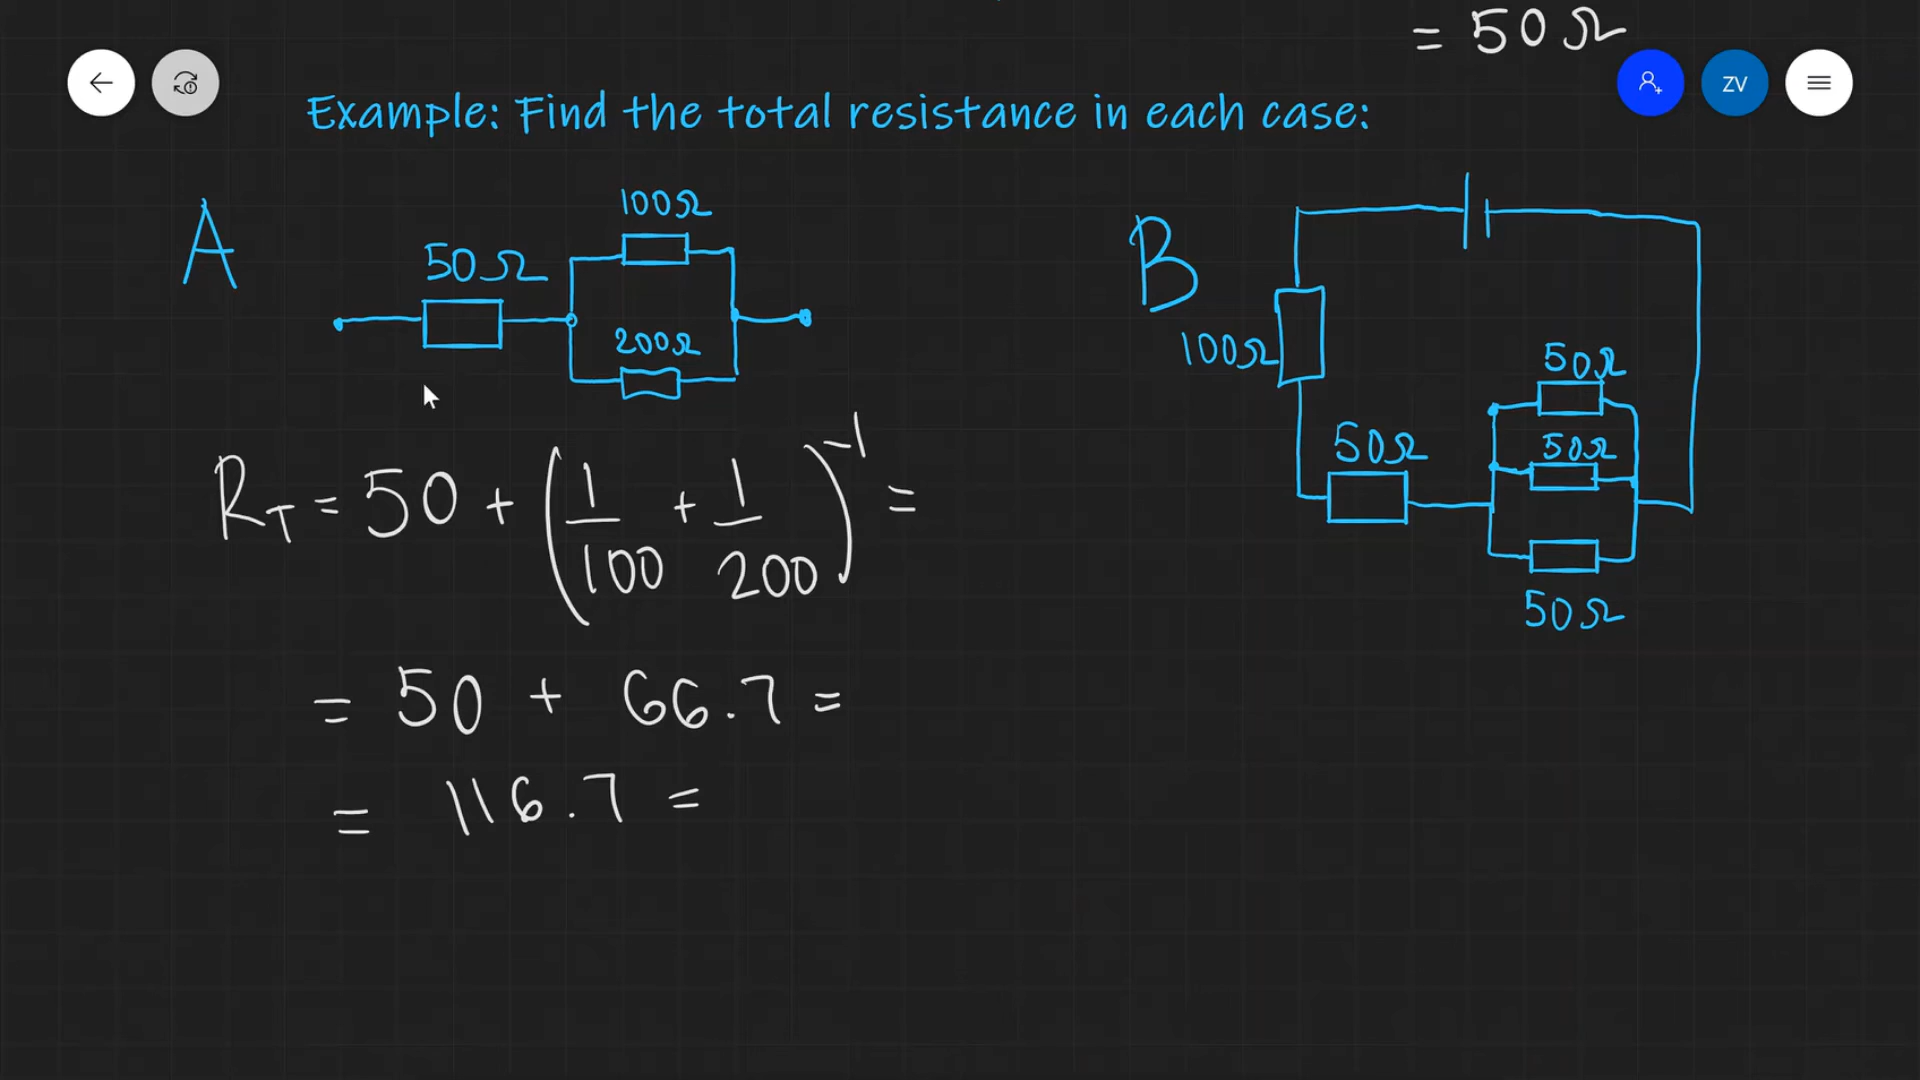 = 50 Ω
ZV
Example: Find the total resistance in each case:
A
50Ω
100Ω
200Ω
R_T = 50 + (1/100 + 1/200)^-1 =
= 50 + 66.7 =
= 116.7 =
B
100Ω
50Ω
50Ω
50Ω
50Ω